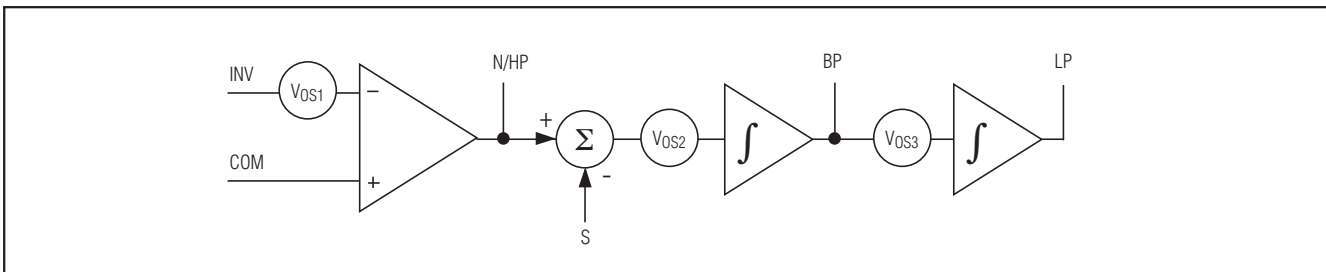 N/HP
BP
LP
INV
VOS1
−
+
Σ
VOS2
∫
VOS3
∫
COM
+
-
S